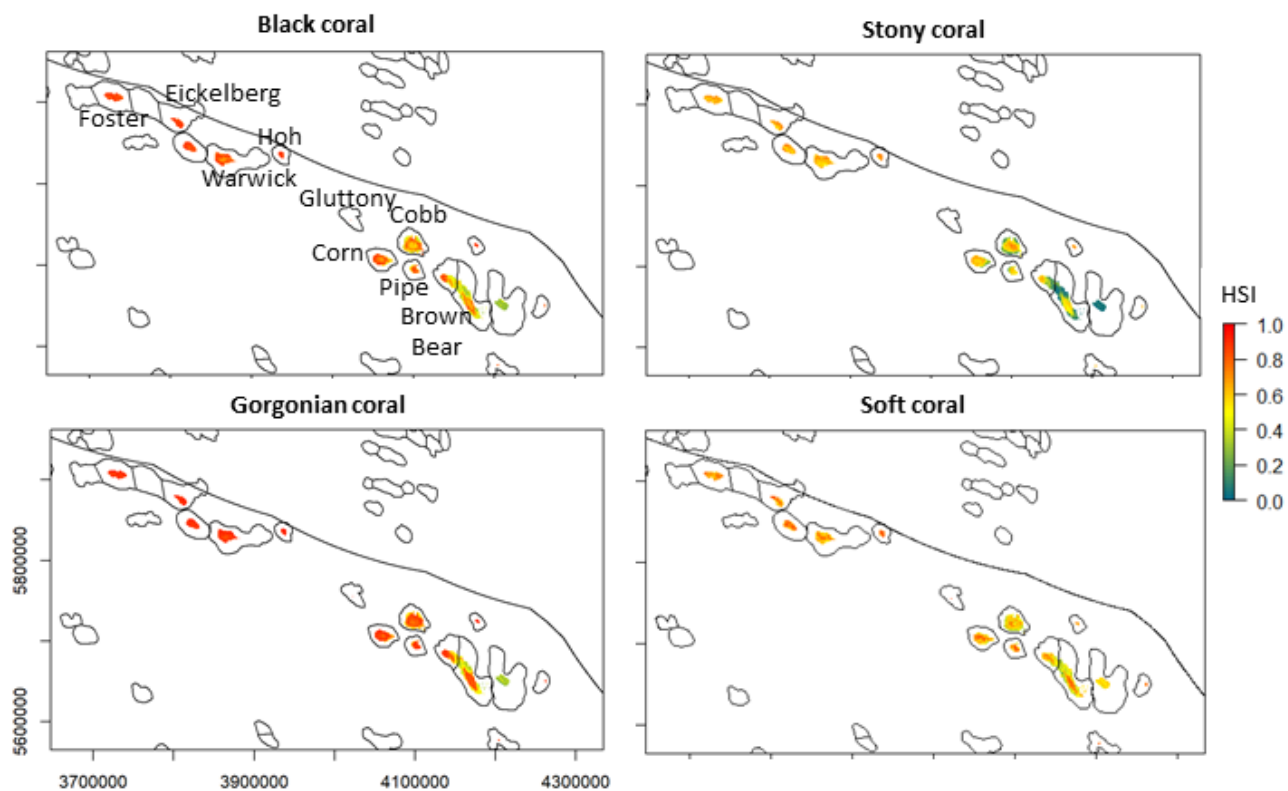 Black coral
Stony coral
Eickelberg
Foster
Hoh
Warwick
Gluttony
Cobb
Corn
Pipe
Brown
Bear
HSI
1.0
0.8
0.6
0.4
0.2
0.0
Gorgonian coral
Soft coral
5800000
5600000
3700000 3900000 4100000 4300000